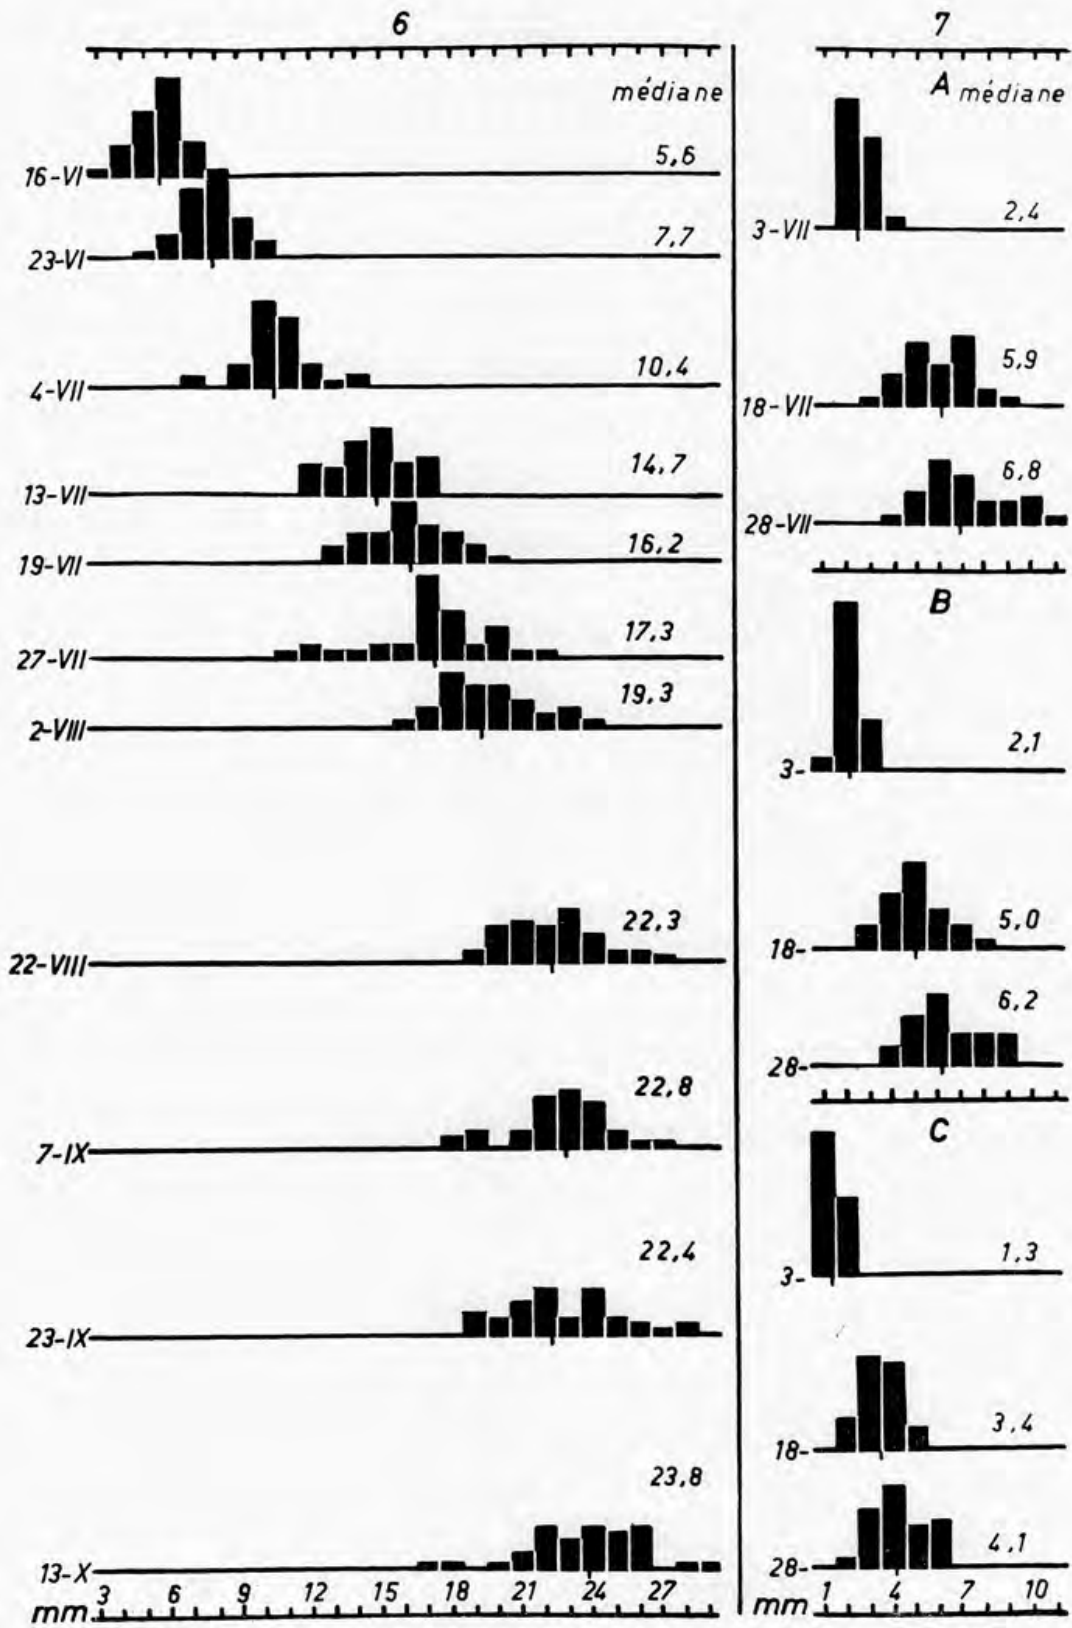 6
médiane
16-VI 5,6
23-VI 7,7
4-VII 10,4
13-VII 14,7
19-VII 16,2
27-VII 17,3
2-VIII 19,3
22-VIII 22,3
7-IX 22,8
23-IX 22,4
13-X 23,8
mm 3 6 9 12 15 18 21 24 27
7
A médiane
3-VII 2,4
18-VII 5,9
28-VII 6,8
B
3- 2,1
18- 5,0
28- 6,2
C
3- 1,3
18- 3,4
28- 4,1
mm 1 4 7 10